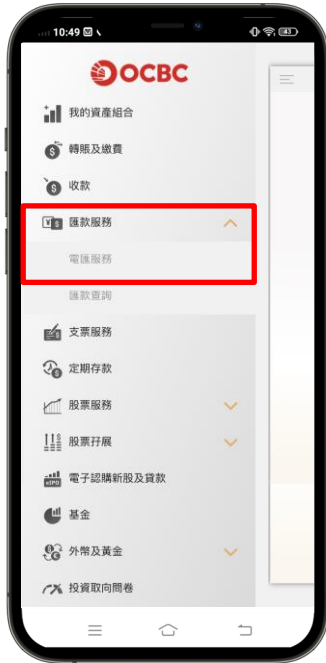 10:49
43
OCBC
我的資產組合
轉賬及繳費
收款
匯款服務
電匯服務
匯款查詢
支票服務
定期存款
股票服務
股票孖展
eIPO
電子認購新股及貸款
基金
外幣及黃金
投資取向問卷